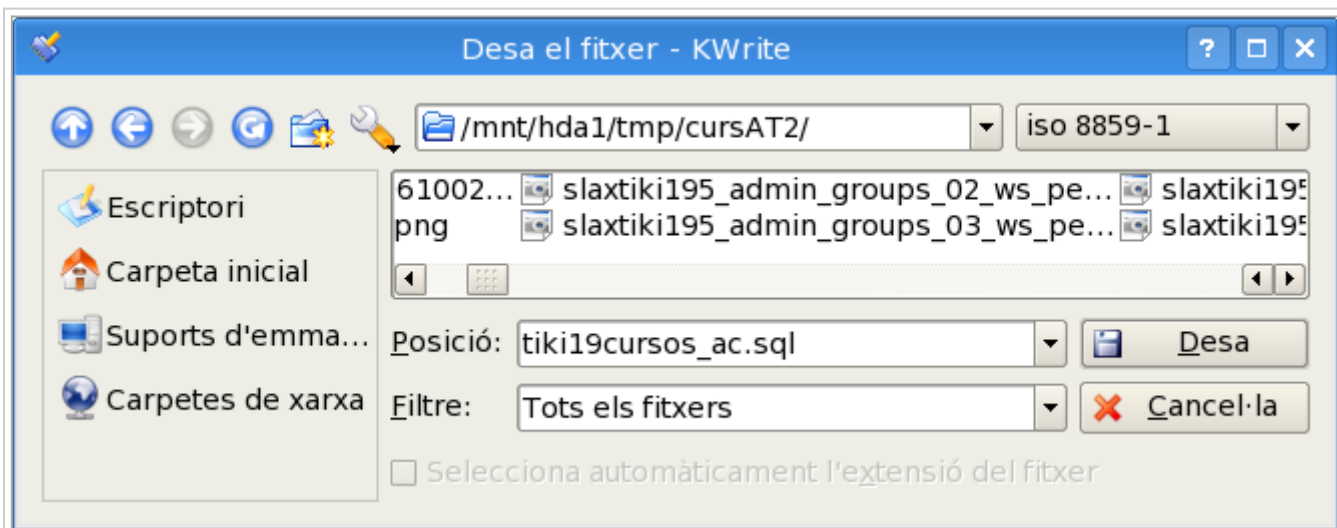 Desa el fitxer - KWrite
/mnt/hda1/tmp/cursAT2/
iso 8859-1
Escriptori
Carpeta inicial
Suports d'emma...
Carpetes de xarxa
61002... slaxtiki195_admin_groups_02_ws_pe... slaxtiki195
png slaxtiki195_admin_groups_03_ws_pe... slaxtiki195
Posició: tiki19cursos_ac.sql Desa
Filtre: Tots els fitxers Cancel·la
Selecciona automàticament l'extensió del fitxer